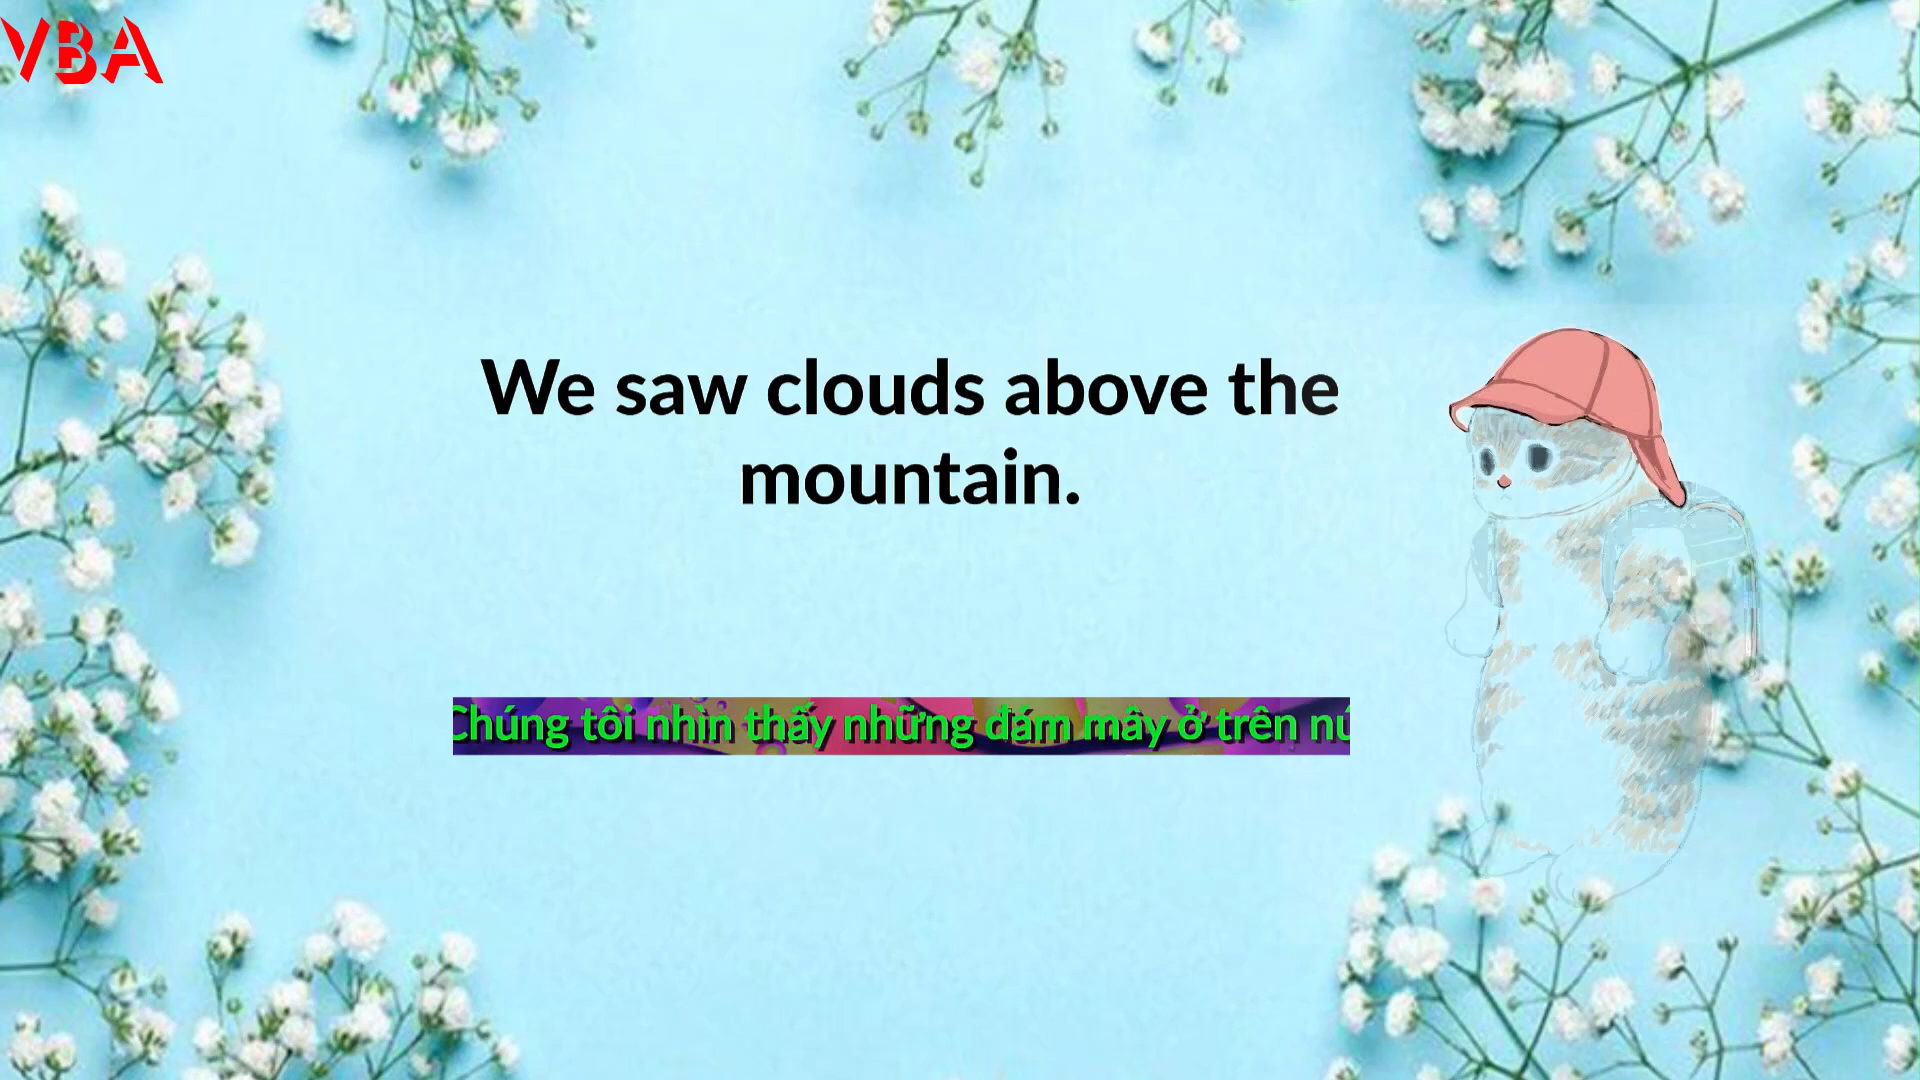 VBA
We saw clouds above the
mountain.
Chúng tôi nhìn thấy những đám mây ở trên